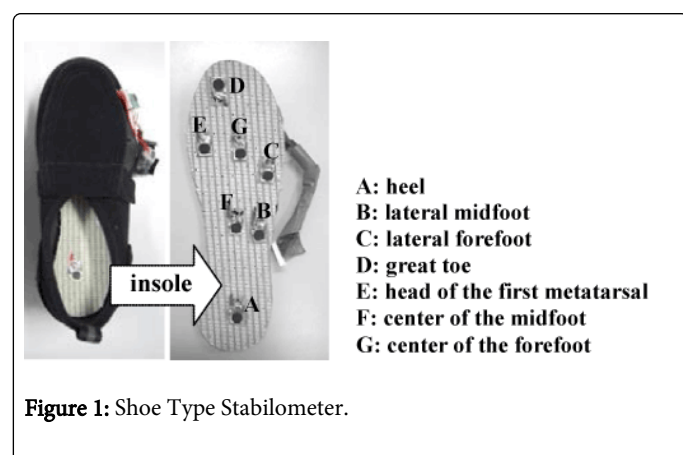 D
E
G
C
F
B
insole
A
A: heel
B: lateral midfoot
C: lateral forefoot
D: great toe
E: head of the first metatarsal
F: center of the midfoot
G: center of the forefoot
Figure 1: Shoe Type Stabilometer.